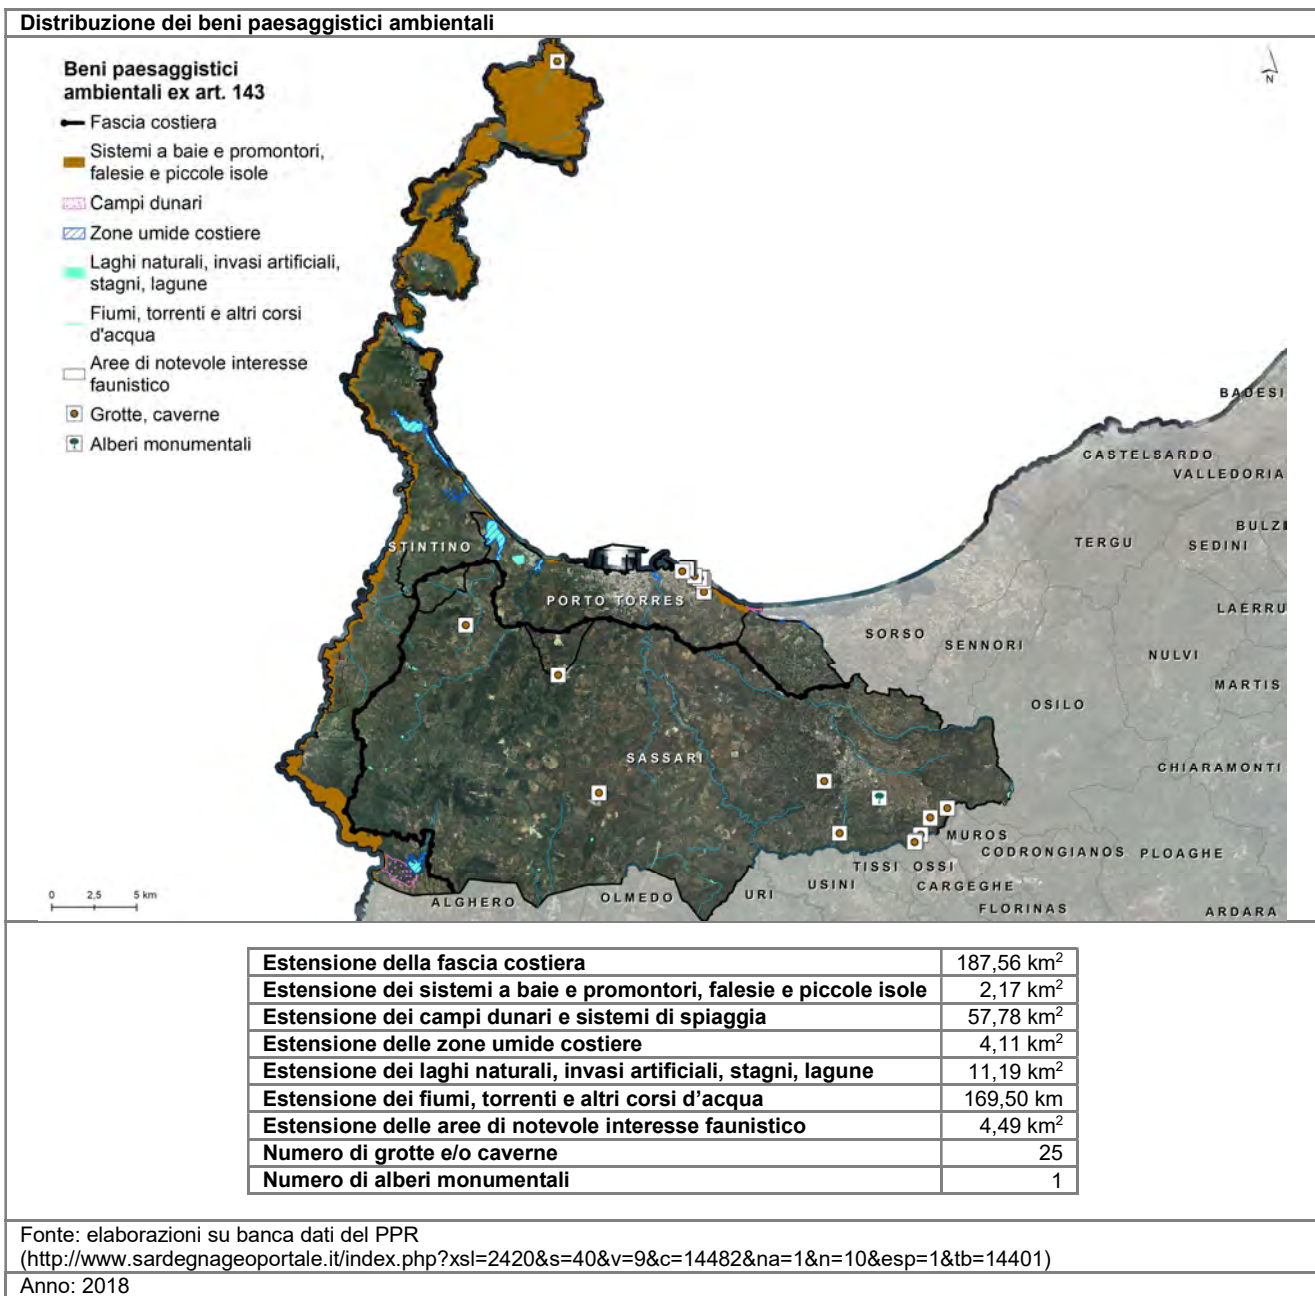 Distribuzione dei beni paesaggistici ambientali
Beni paesaggistici
ambientali ex art. 143
Fascia costiera
Sistemi a baie e promontori,
falesie e piccole isole
Campi dunari
Zone umide costiere
Laghi naturali, invasi artificiali,
stagni, lagune
Fiumi, torrenti e altri corsi
d'acqua
Aree di notevole interesse
faunistico
Grotte, caverne
Alberi monumentali
N
BADESI
CASTELSARDO
VALLEDORIA
BULZI
TERGU
SEDINI
STINTINO
PORTO TORRES
LAERRU
SORSO
SENNORI
NULVI
MARTIS
OSILO
SASSARI
CHIARAMONTI
MUROS
CODRONGIANOS
PLOAGHE
TISSI
OSSI
USINI
CARGEGHE
URI
OLMEDO
ALGHERO
FLORINAS
ARDARA
0 2,5 5 km
Estensione della fascia costiera 187,56 km²
Estensione dei sistemi a baie e promontori, falesie e piccole isole 2,17 km²
Estensione dei campi dunari e sistemi di spiaggia 57,78 km²
Estensione delle zone umide costiere 4,11 km²
Estensione dei laghi naturali, invasi artificiali, stagni, lagune 11,19 km²
Estensione dei fiumi, torrenti e altri corsi d’acqua 169,50 km
Estensione delle aree di notevole interesse faunistico 4,49 km²
Numero di grotte e/o caverne 25
Numero di alberi monumentali 1
Fonte: elaborazioni su banca dati del PPR
(http://www.sardegnageoportale.it/index.php?xsl=2420&s=40&v=9&c=14482&na=1&n=10&esp=1&tb=14401)
Anno: 2018